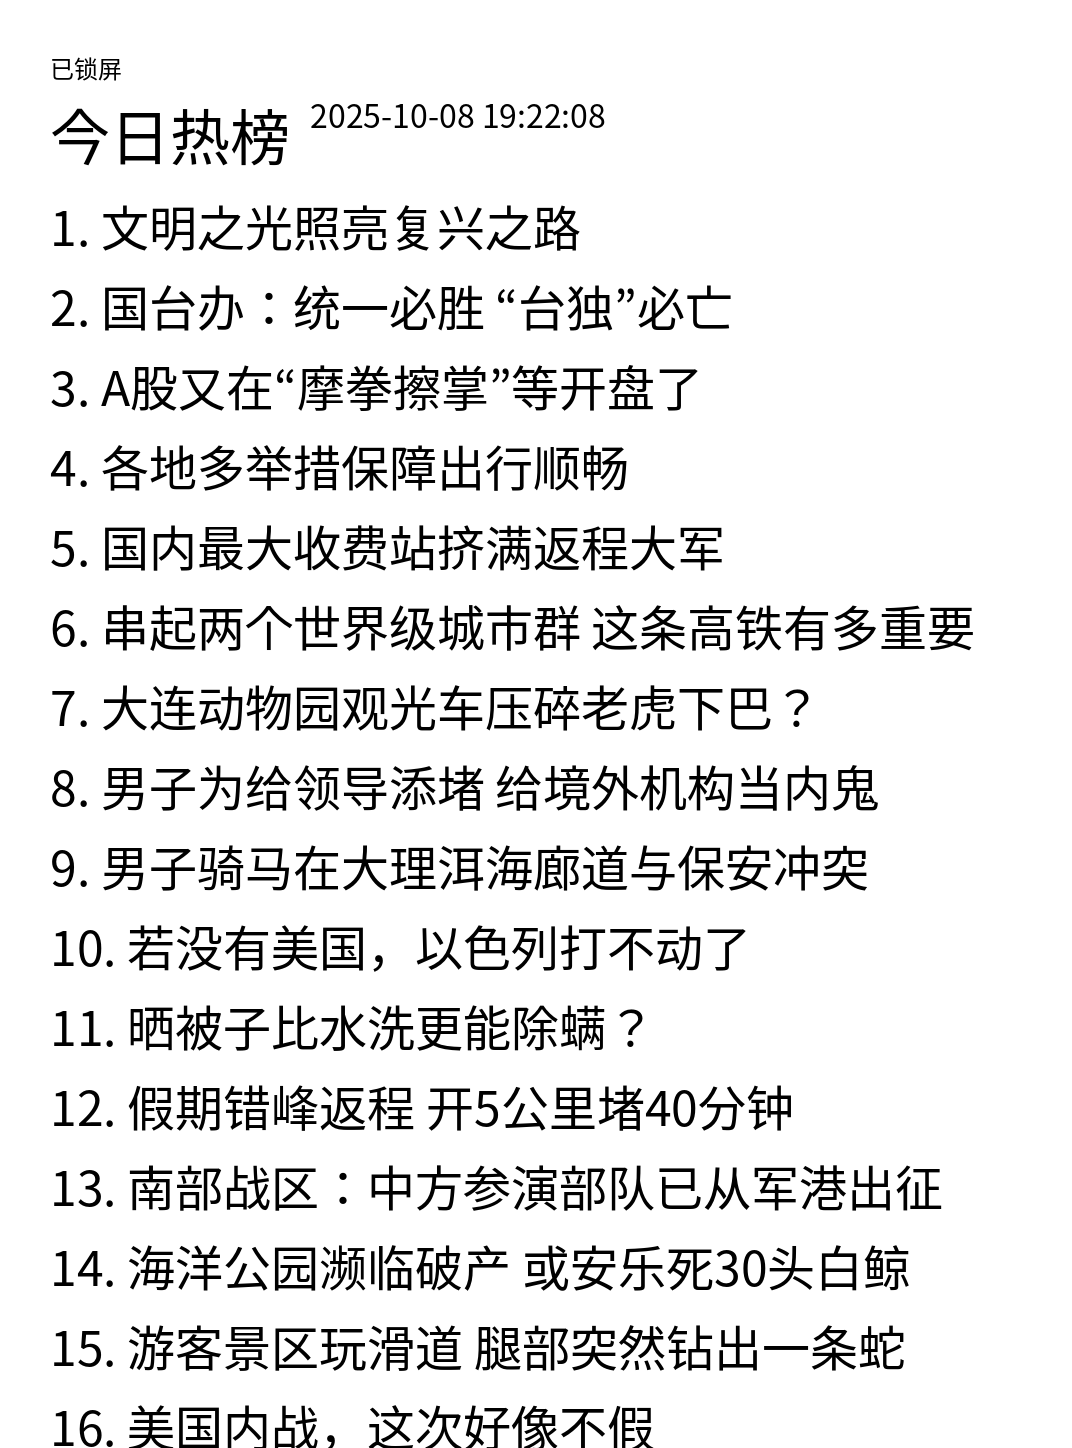 已锁屏
今日热榜 2025-10-08 19:22:08
1. 文明之光照亮复兴之路
2. 国台办：统一必胜 “台独”必亡
3. A股又在“摩拳擦掌”等开盘了
4. 各地多举措保障出行顺畅
5. 国内最大收费站挤满返程大军
6. 串起两个世界级城市群 这条高铁有多重要
7. 大连动物园观光车压碎老虎下巴？
8. 男子为给领导添堵 给境外机构当内鬼
9. 男子骑马在大理洱海廊道与保安冲突
10. 若没有美国，以色列打不动了
11. 晒被子比水洗更能除螨？
12. 假期错峰返程 开5公里堵40分钟
13. 南部战区：中方参演部队已从军港出征
14. 海洋公园濒临破产 或安乐死30头白鲸
15. 游客景区玩滑道 腿部突然钻出一条蛇
16. 美国内战，这次好像不假